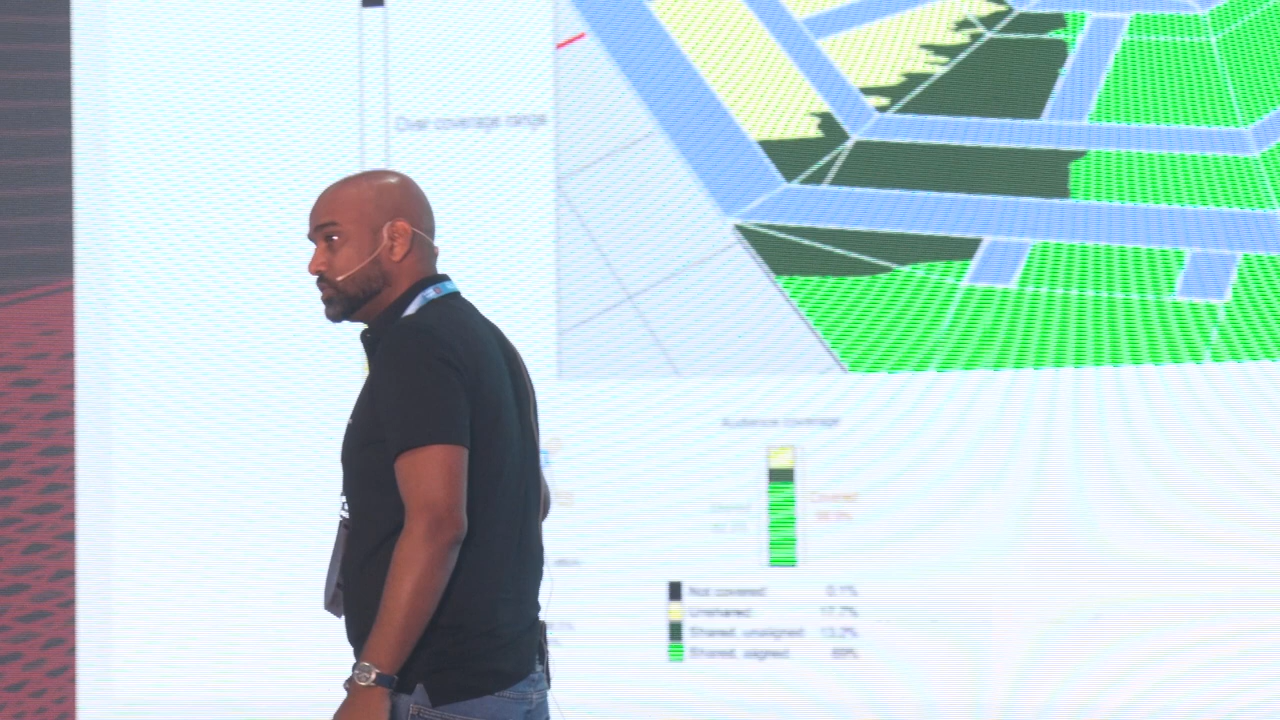 Over coverage range
Audience coverage
Covered
Not covered 0.1%
Unshared 17.7%
Shared, unaligned 13.2%
Shared, aligned 69%